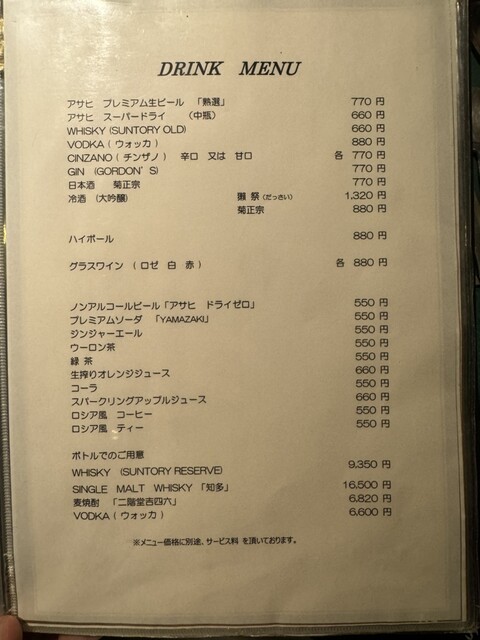 DRINK MENU
アサヒ プレミアム生ビール 「熟選」 770 円
アサヒ スーパードライ （中瓶） 660 円
WHISKY (SUNTORY OLD) 660 円
VODKA ( ウォッカ ) 880 円
CINZANO ( チンザノ ) 辛口 又は 甘口 各 770 円
GIN (GORDON'S) 770 円
日本酒 菊正宗 770 円
冷酒 (大吟醸) 獺祭 (だっさい) 1,320 円
菊正宗 880 円
ハイボール 880 円
グラスワイン ( ロゼ 白 赤 ) 各 880 円
ノンアルコールビール「アサヒ ドライゼロ」 550 円
プレミアムソーダ 「YAMAZAKI」 550 円
ジンジャーエール 550 円
ウーロン茶 550 円
緑 茶 550 円
生搾りオレンジジュース 660 円
コーラ 550 円
スパークリングアップルジュース 660 円
ロシア風 コーヒー 550 円
ロシア風 ティー 550 円
ボトルでのご用意
WHISKY (SUNTORY RESERVE) 9,350 円
SINGLE MALT WHISKY 「知多」 16,500 円
麦焼酎 「二階堂吉四六」 6,820 円
VODKA ( ウォッカ ) 6,600 円
※メニュー価格に別途、サービス料 を頂いております。